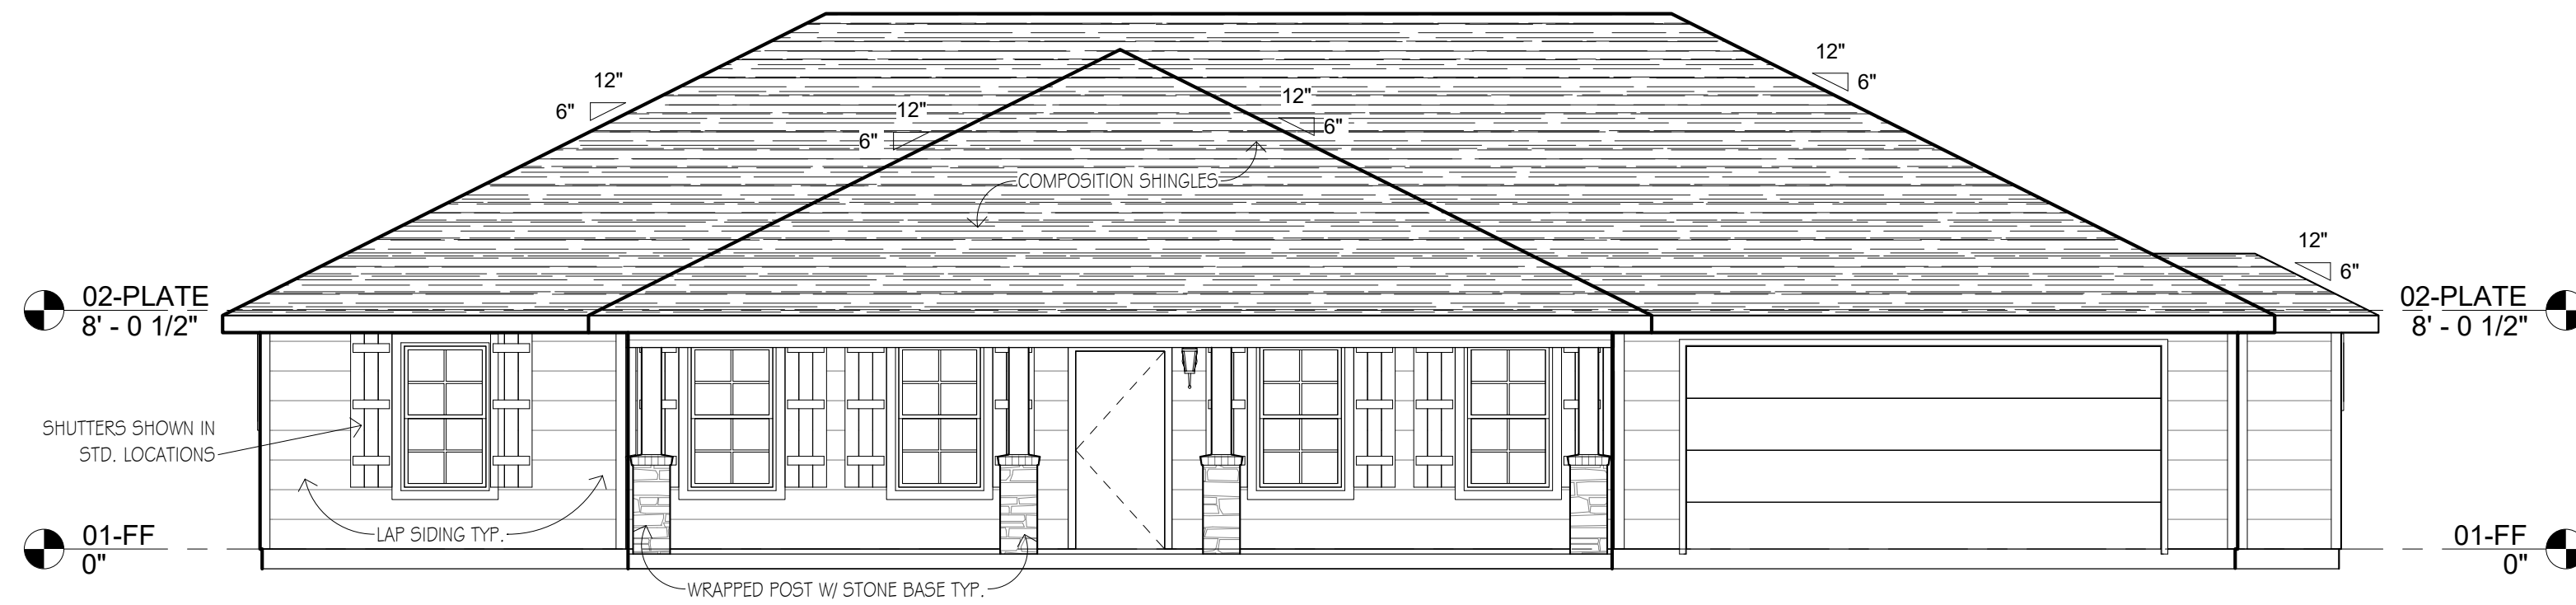 12"
6"
12"
6"
12"
6"
12"
6"
COMPOSITION SHINGLES
12"
6"
02-PLATE
8' - 0 1/2"
02-PLATE
8' - 0 1/2"
SHUTTERS SHOWN IN
STD. LOCATIONS
LAP SIDING TYP.
01-FF
0"
01-FF
0"
WRAPPED POST W/ STONE BASE TYP.